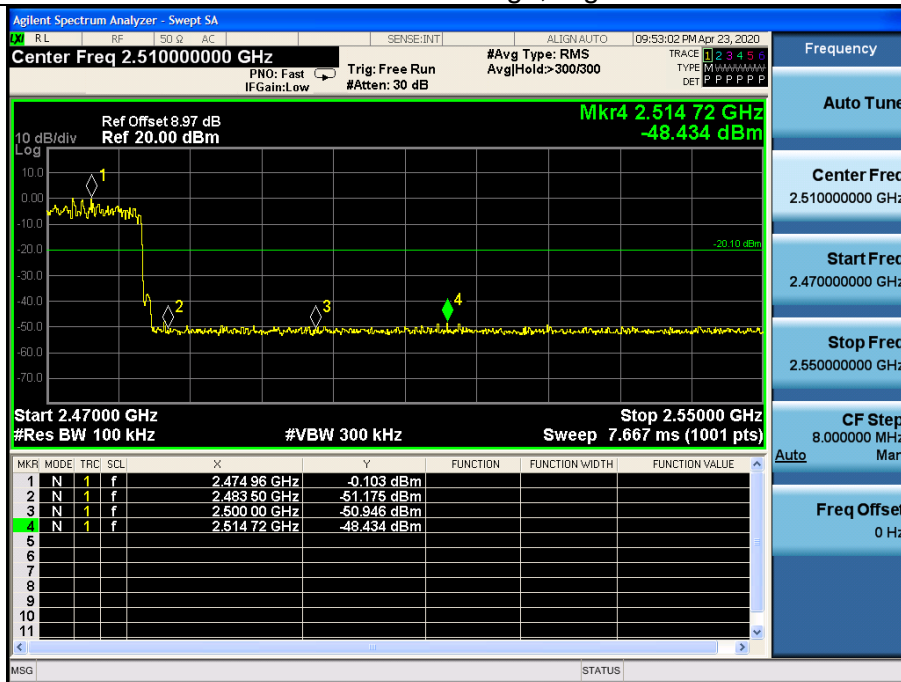 Agilent Spectrum Analyzer - Swept SA
LXI RL RF 50 Ω AC SENSE:INT ALIGN AUTO 09:53:02 PM Apr 23, 2020
Center Freq 2.510000000 GHz
PNO: Fast
IFGain:Low
Trig: Free Run
#Atten: 30 dB
#Avg Type: RMS
Avg|Hold:>300/300
TRACE 1 2 3 4 5 6
TYPE M
DET P P P P P P
Frequency
Mkr4 2.514 72 GHz
-48.434 dBm
Ref Offset 8.97 dB
10 dB/div Ref 20.00 dBm
Log
10.0
0.00
-10.0
-20.0
-30.0
-40.0
-50.0
-60.0
-70.0
1
2
3
4
-20.10 dBm
Start 2.47000 GHz Stop 2.55000 GHz
#Res BW 100 kHz #VBW 300 kHz Sweep 7.667 ms (1001 pts)
MKR MODE TRC SCL X Y FUNCTION FUNCTION WIDTH FUNCTION VALUE
1 N 1 f 2.474 96 GHz -0.103 dBm
2 N 1 f 2.483 50 GHz -51.175 dBm
3 N 1 f 2.500 00 GHz -50.946 dBm
4 N 1 f 2.514 72 GHz -48.434 dBm
5
6
7
8
9
10
11
MSG STATUS
Auto Tune
Center Freq
2.510000000 GHz
Start Freq
2.470000000 GHz
Stop Freq
2.550000000 GHz
CF Step
8.000000 MHz
Auto Man
Freq Offset
0 Hz